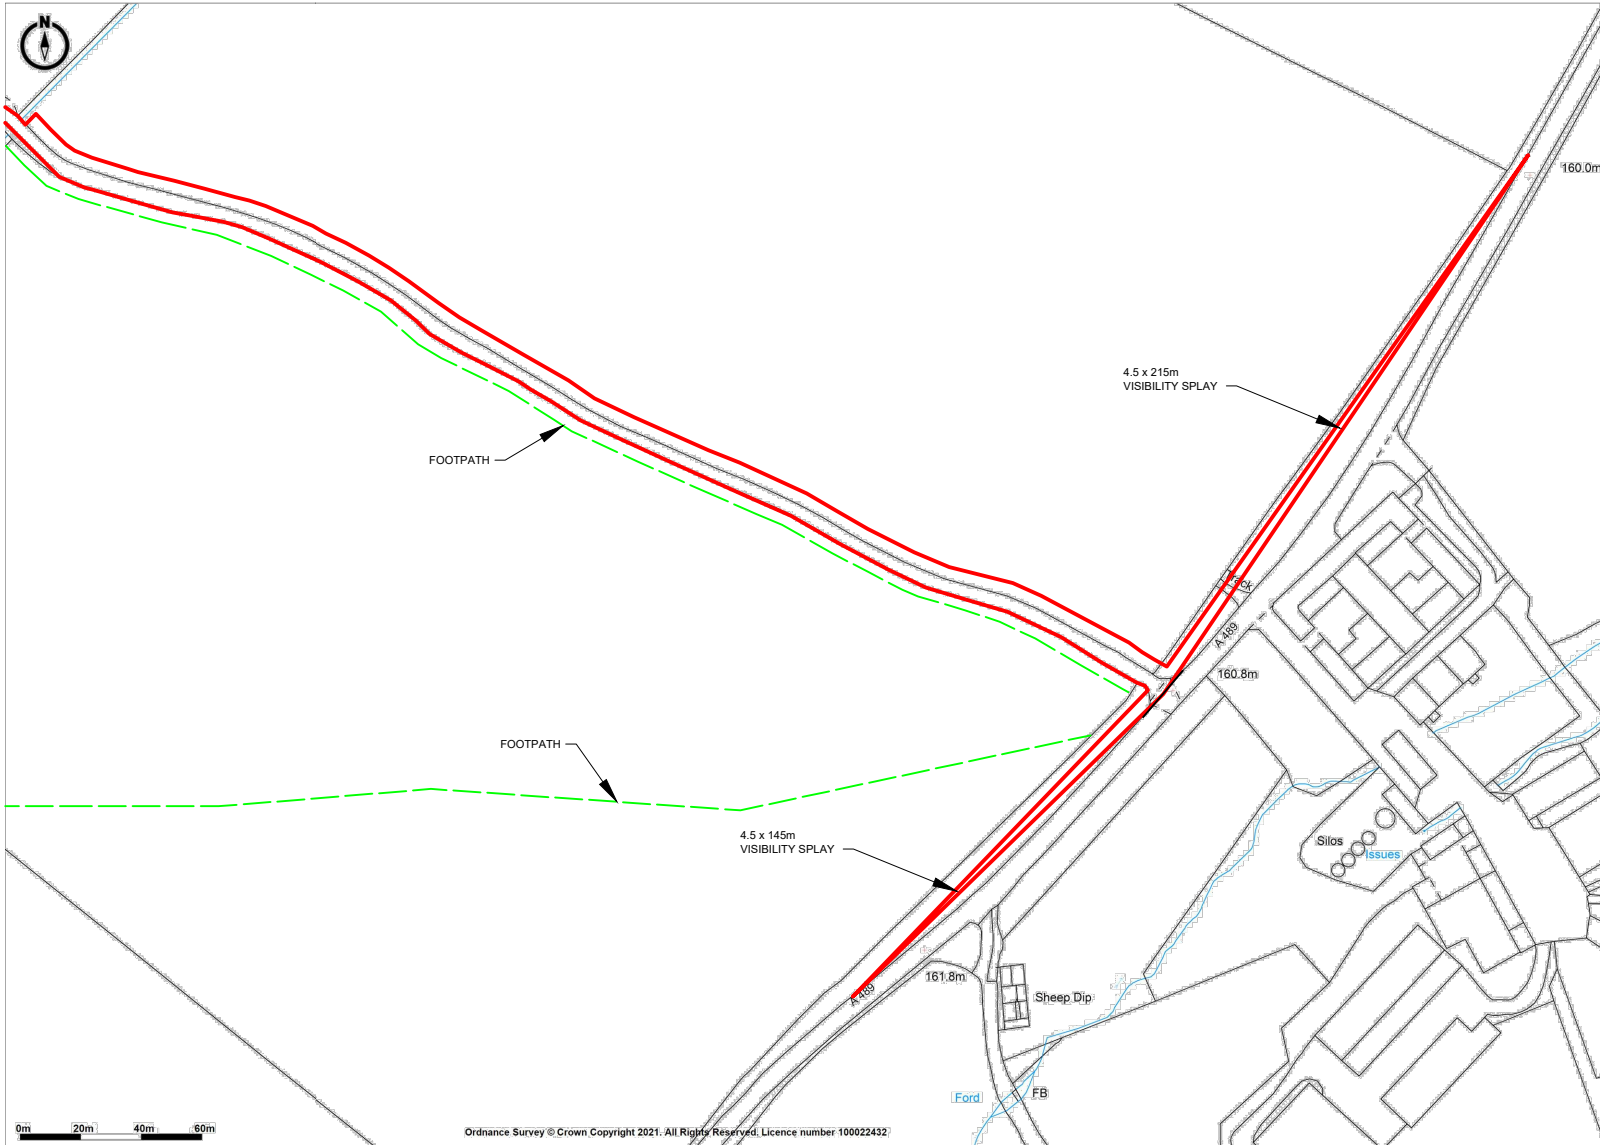 N
160.0m
4.5 x 215m
VISIBILITY SPLAY
FOOTPATH
Track
A 489
160.8m
FOOTPATH
4.5 x 145m
VISIBILITY SPLAY
Silos
Issues
161.8m
A 489
Sheep Dip
Ford
FB
0m 20m 40m 60m
Ordnance Survey © Crown Copyright 2021. All Rights Reserved. Licence number 100022432